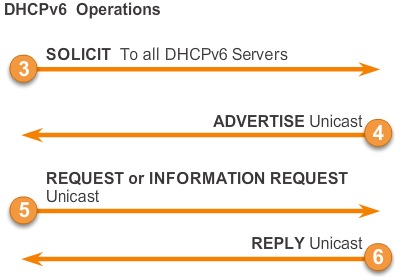 DHCPv6 Operations
SOLICIT To all DHCPv6 Servers
3
ADVERTISE Unicast
4
REQUEST or INFORMATION REQUEST
Unicast
5
REPLY Unicast
6